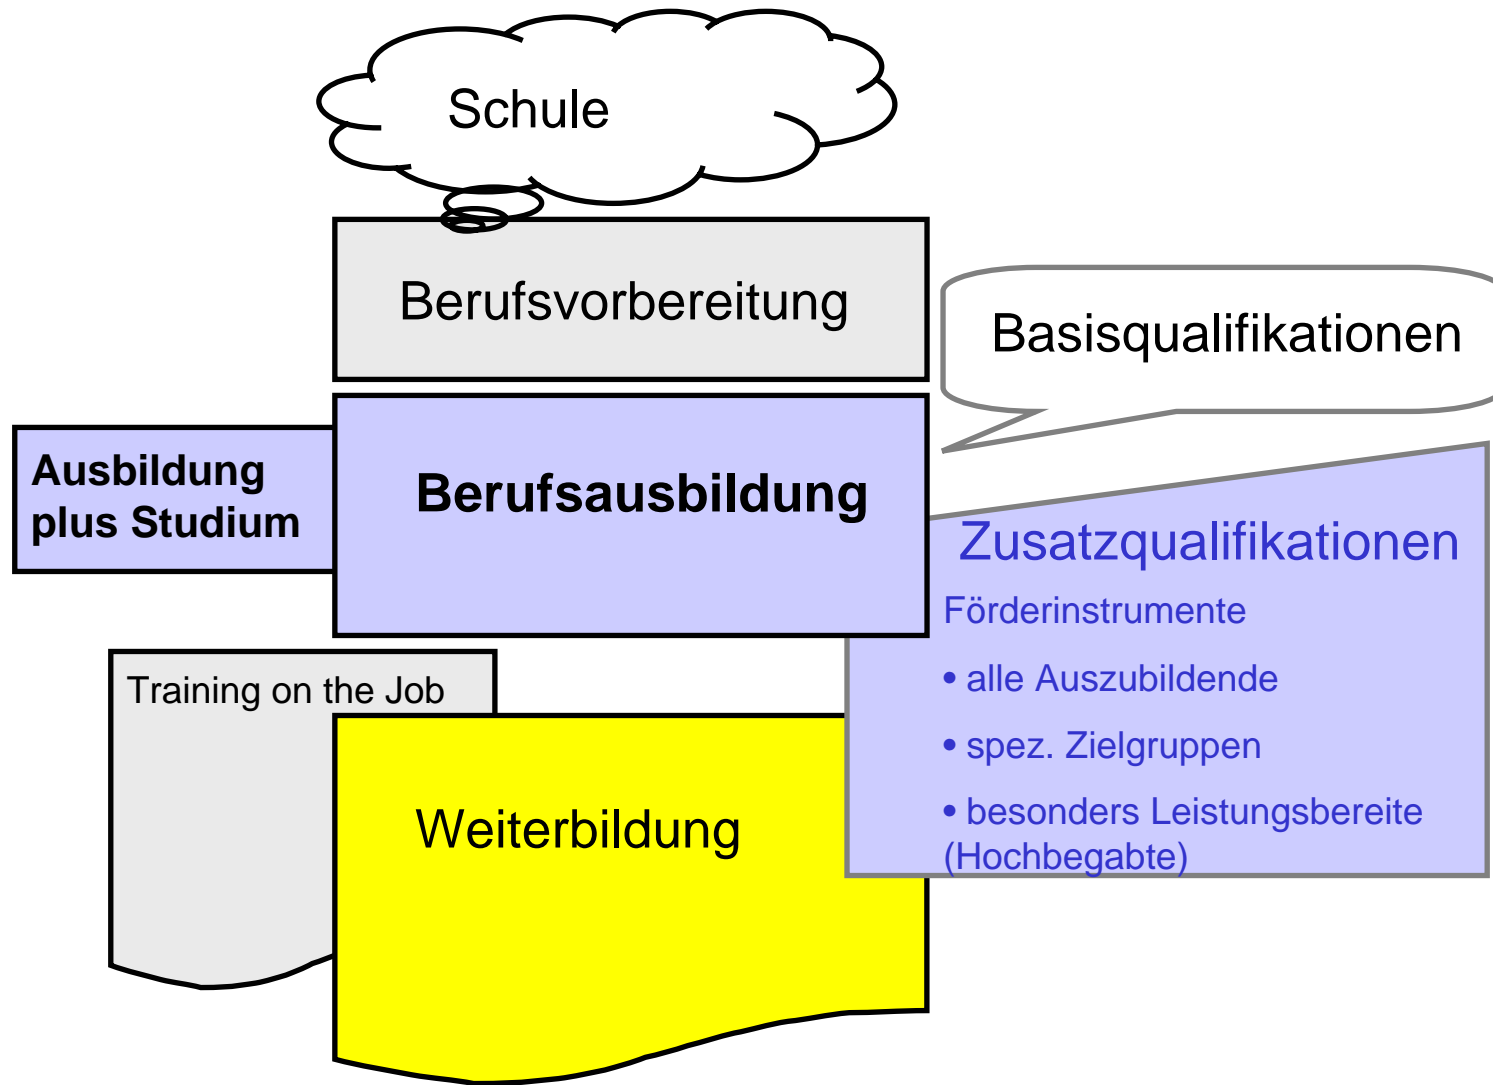 Schule
Berufsvorbereitung
Basisqualifikationen
Ausbildung
plus Studium
Berufsausbildung
Zusatzqualifikationen
Förderinstrumente
• alle Auszubildende
• spez. Zielgruppen
• besonders Leistungsbereite
(Hochbegabte)
Training on the Job
Weiterbildung